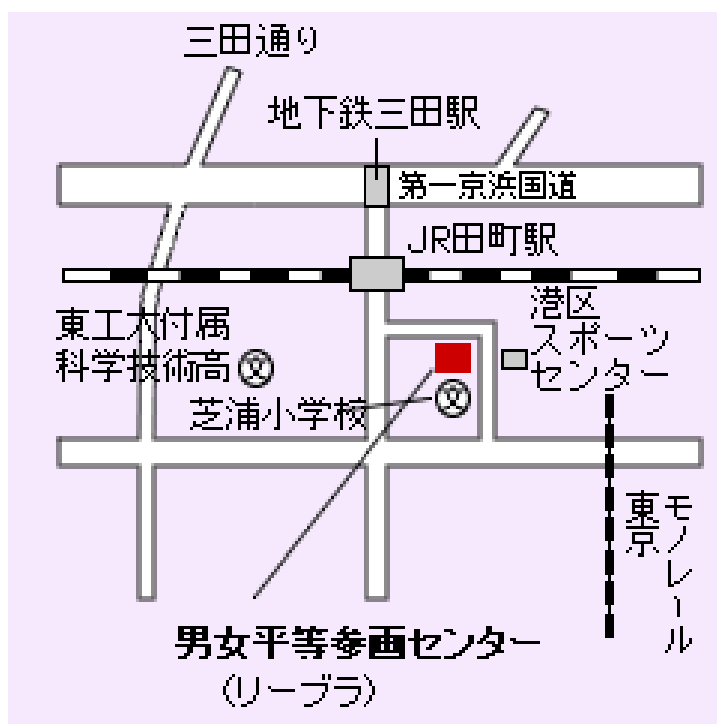 三田通り
地下鉄三田駅
第一京浜国道
JR田町駅
東工大付属
科学技術高
文
港区
スポーツ
センター
芝浦小学校
文
東京
モノレール
男女平等参画センター
(リーブラ)